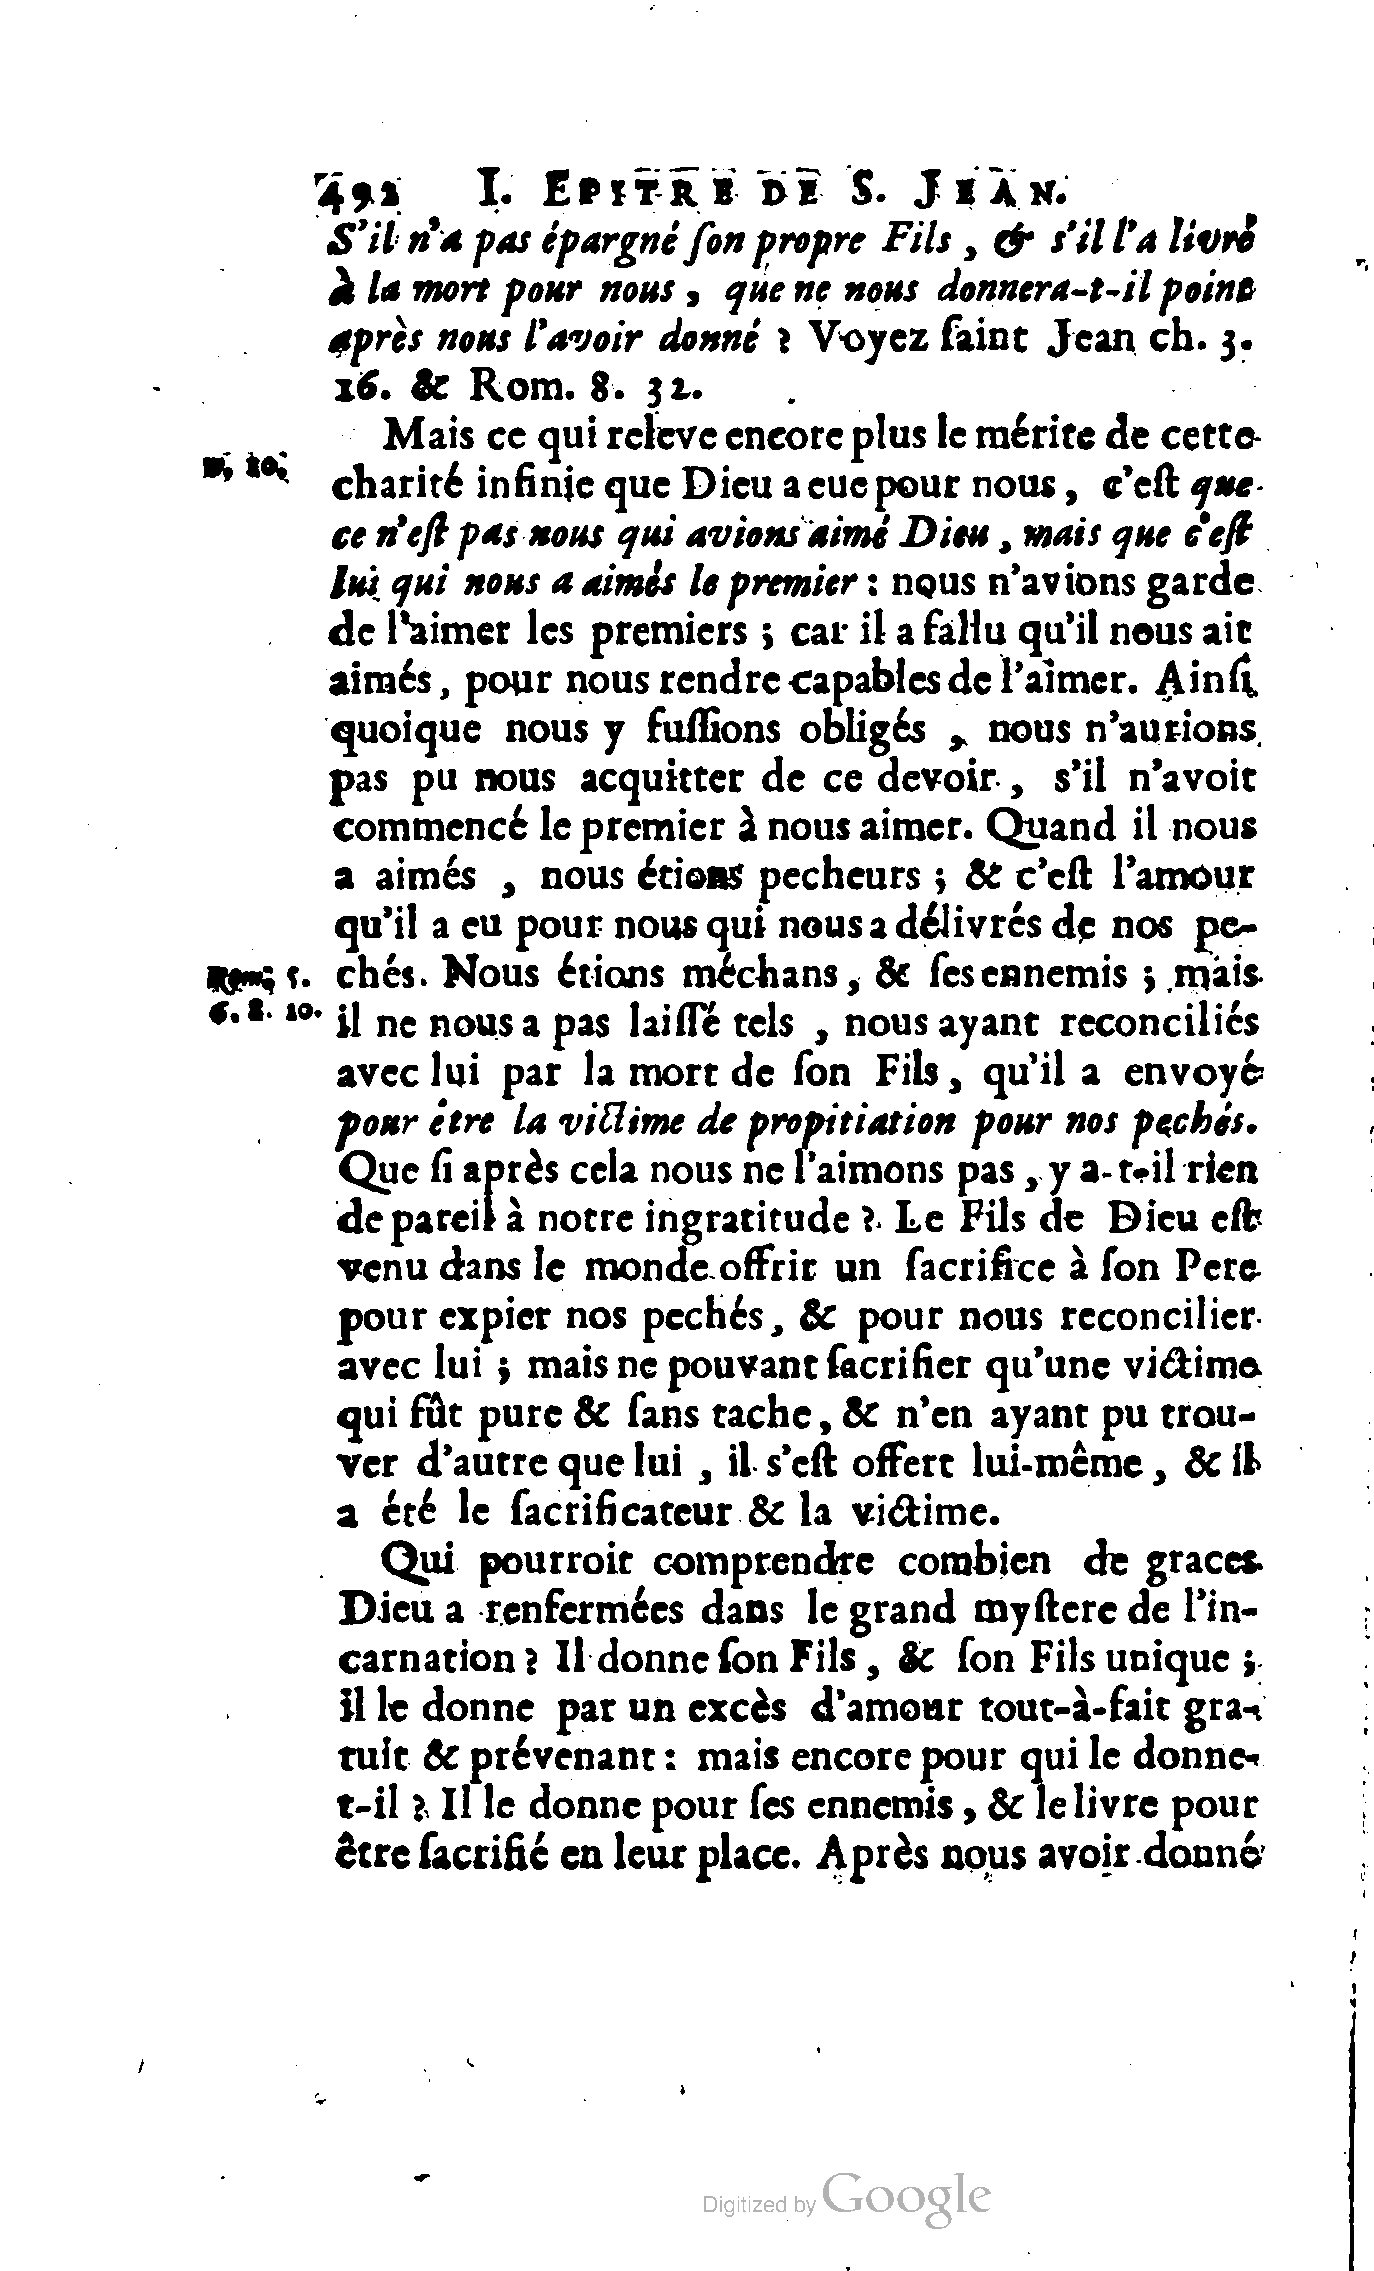 492 I. EPITRE DE S. JEAN.
S'il n'a pas épargné ſon propre Fils, & s'il l'a livré
à la mort pour nous, que ne nous donnera-t-il point
après nous l'avoir donné ? Voyez ſaint Jean ch. 3.
16. & Rom. 8. 32.
Mais ce qui releve encore plus le mérite de cette
v. 10.
charité infinie que Dieu a eue pour nous, c'eſt que
ce n'eſt pas nous qui avions aimé Dieu, mais que c'eſt
lui qui nous a aimés le premier : nous n'avions garde
de l'aimer les premiers ; car il a fallu qu'il nous ait
aimés, pour nous rendre capables de l'aimer. Ainſi
quoique nous y fuſſions obligés, nous n'aurions
pas pu nous acquitter de ce devoir, s'il n'avoit
commencé le premier à nous aimer. Quand il nous
a aimés, nous étions pecheurs ; & c'eſt l'amour
qu'il a eu pour nous qui nous a délivrés de nos pe-
Rom. 5.
6. 8. 10.
chés. Nous étions méchans, & ſes ennemis ; mais
il ne nous a pas laiſſé tels, nous ayant reconciliés
avec lui par la mort de ſon Fils, qu'il a envoyé
pour être la victime de propitiation pour nos pechés.
Que ſi après cela nous ne l'aimons pas, y a-t-il rien
de pareil à notre ingratitude ? Le Fils de Dieu eſt
venu dans le monde offrir un ſacrifice à ſon Pere
pour expier nos pechés, & pour nous reconcilier
avec lui ; mais ne pouvant ſacrifier qu'une victime
qui fût pure & ſans tache, & n'en ayant pu trou-
ver d'autre que lui, il s'eſt offert lui-même, & il
a été le ſacrificateur & la victime.
Qui pourroit comprendre combien de graces
Dieu a renfermées dans le grand myſtere de l'in-
carnation ? Il donne ſon Fils, & ſon Fils unique ;
il le donne par un excès d'amour tout-à-fait gra-
tuit & prévenant : mais encore pour qui le donne-
t-il ? Il le donne pour ſes ennemis, & le livre pour
être ſacrifié en leur place. Après nous avoir donné
Digitized by Google